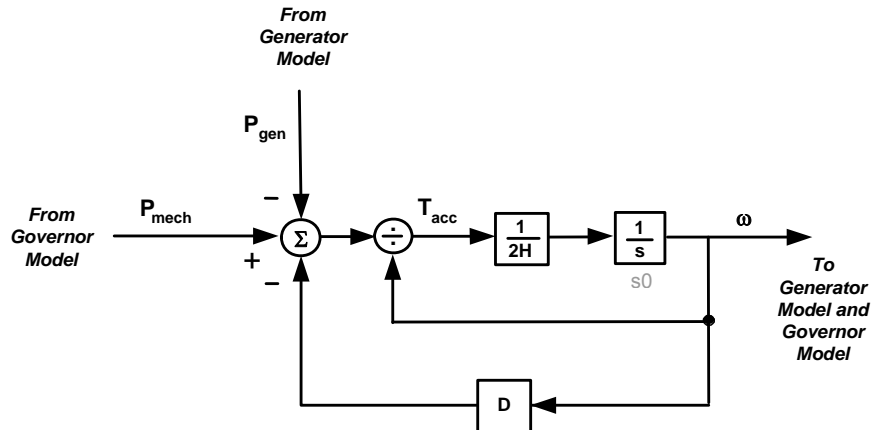 From
Generator
Model
P_gen
−
From
Governor
Model
P_mech
+
Σ
−
÷
T_acc
1
2H
1
s
s0
ω
To
Generator
Model and
Governor
Model
D